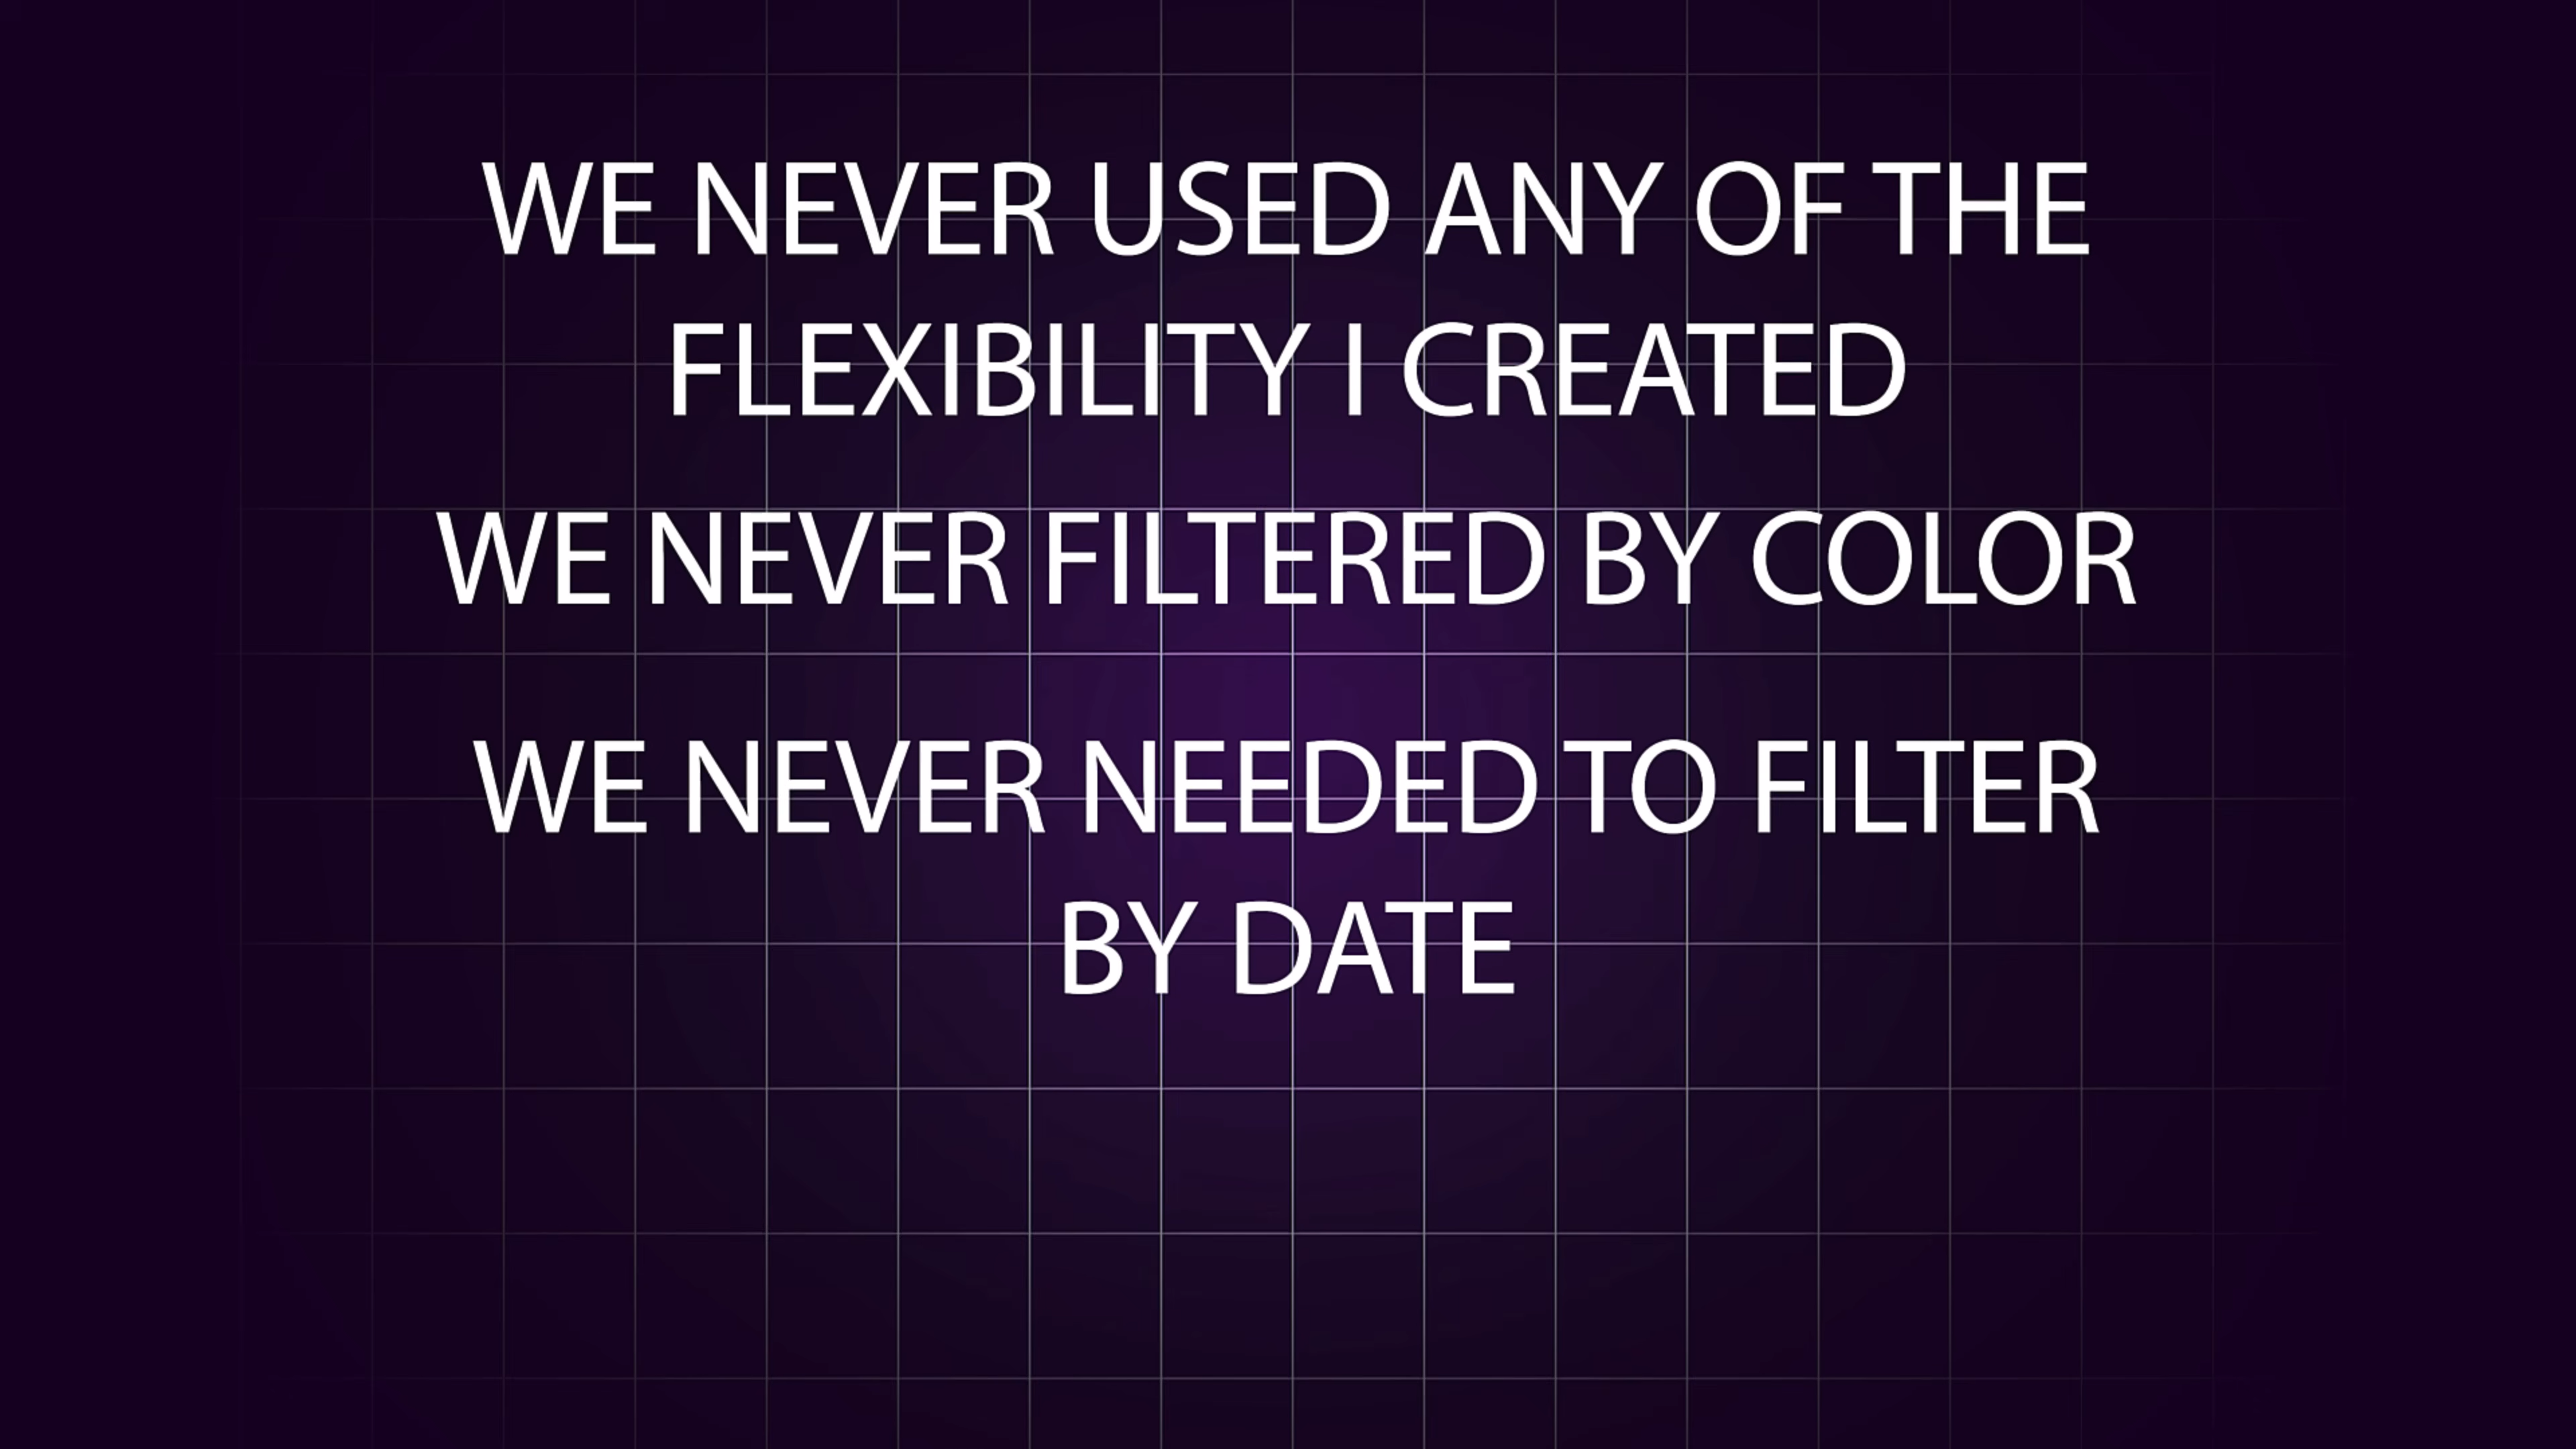 WE NEVER USED ANY OF THE
FLEXIBILITY I CREATED
WE NEVER FILTERED BY COLOR
WE NEVER NEEDED TO FILTER
BY DATE